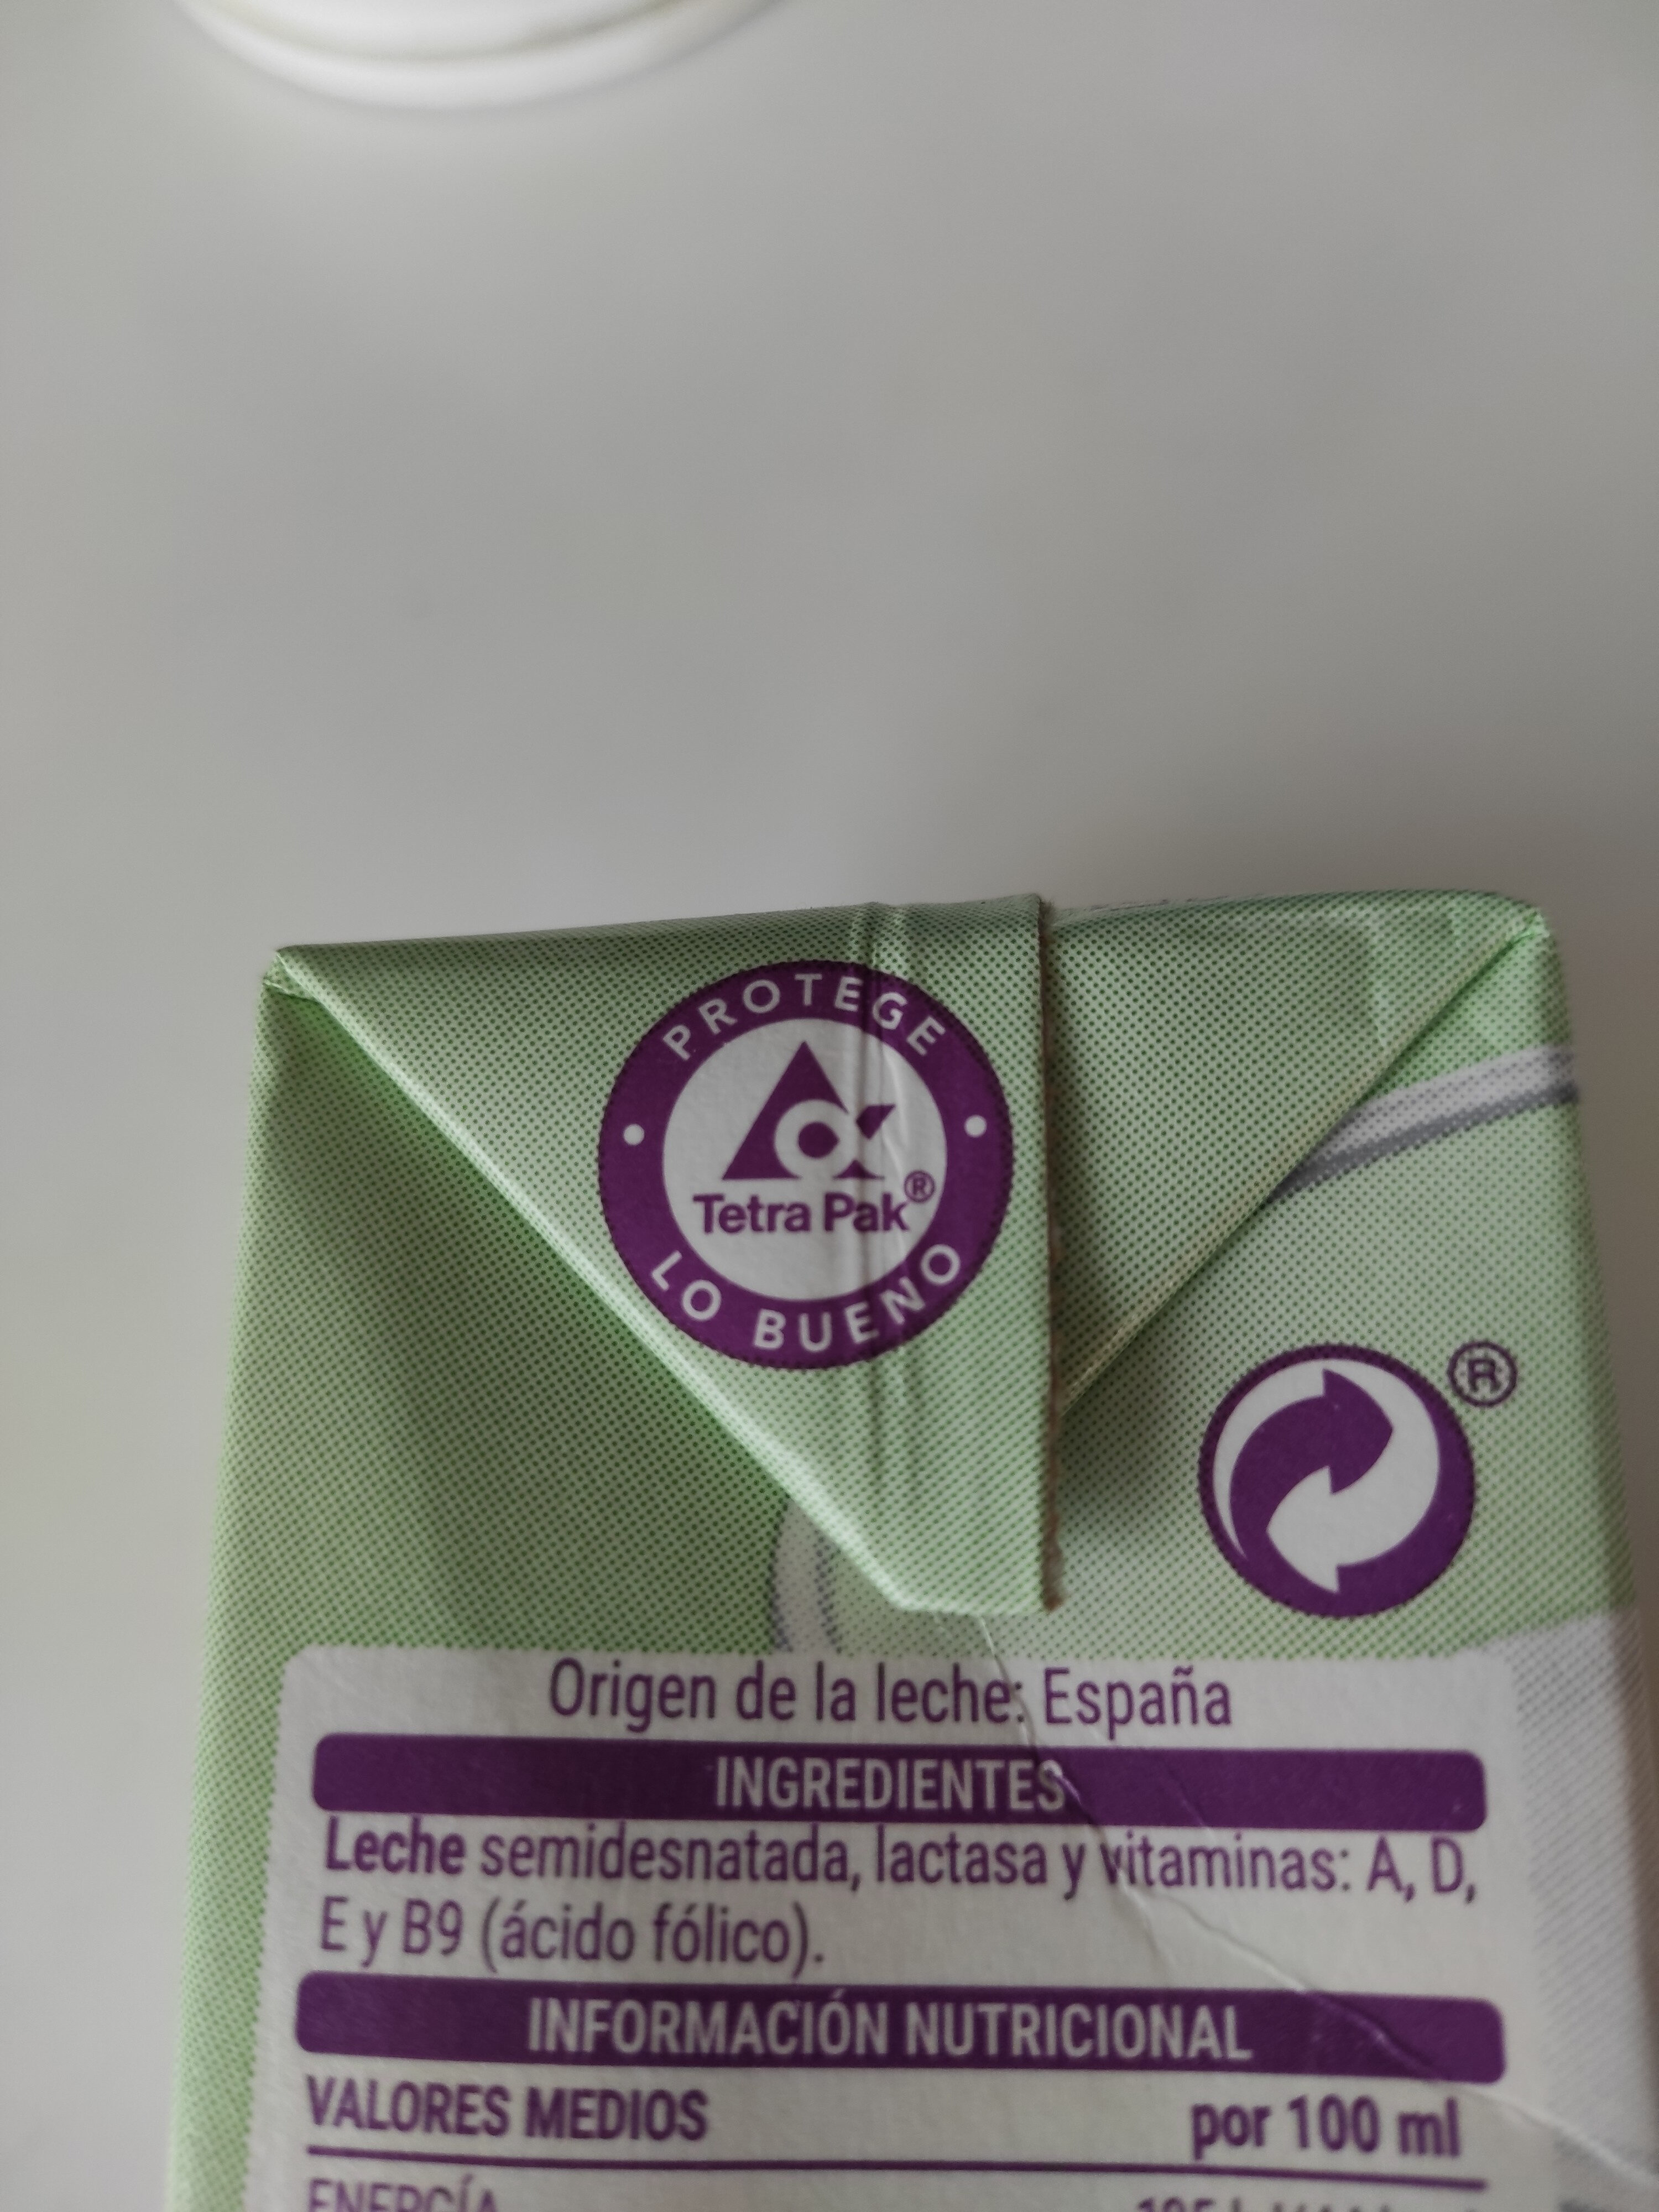 PROTEGE
Tetra Pak®
LO BUENO
®
Origen de la leche: España
INGREDIENTES
Leche semidesnatada, lactasa y vitaminas: A, D,
E y B9 (ácido fólico).
INFORMACIÓN NUTRICIONAL
VALORES MEDIOS por 100 ml
ENERGÍA